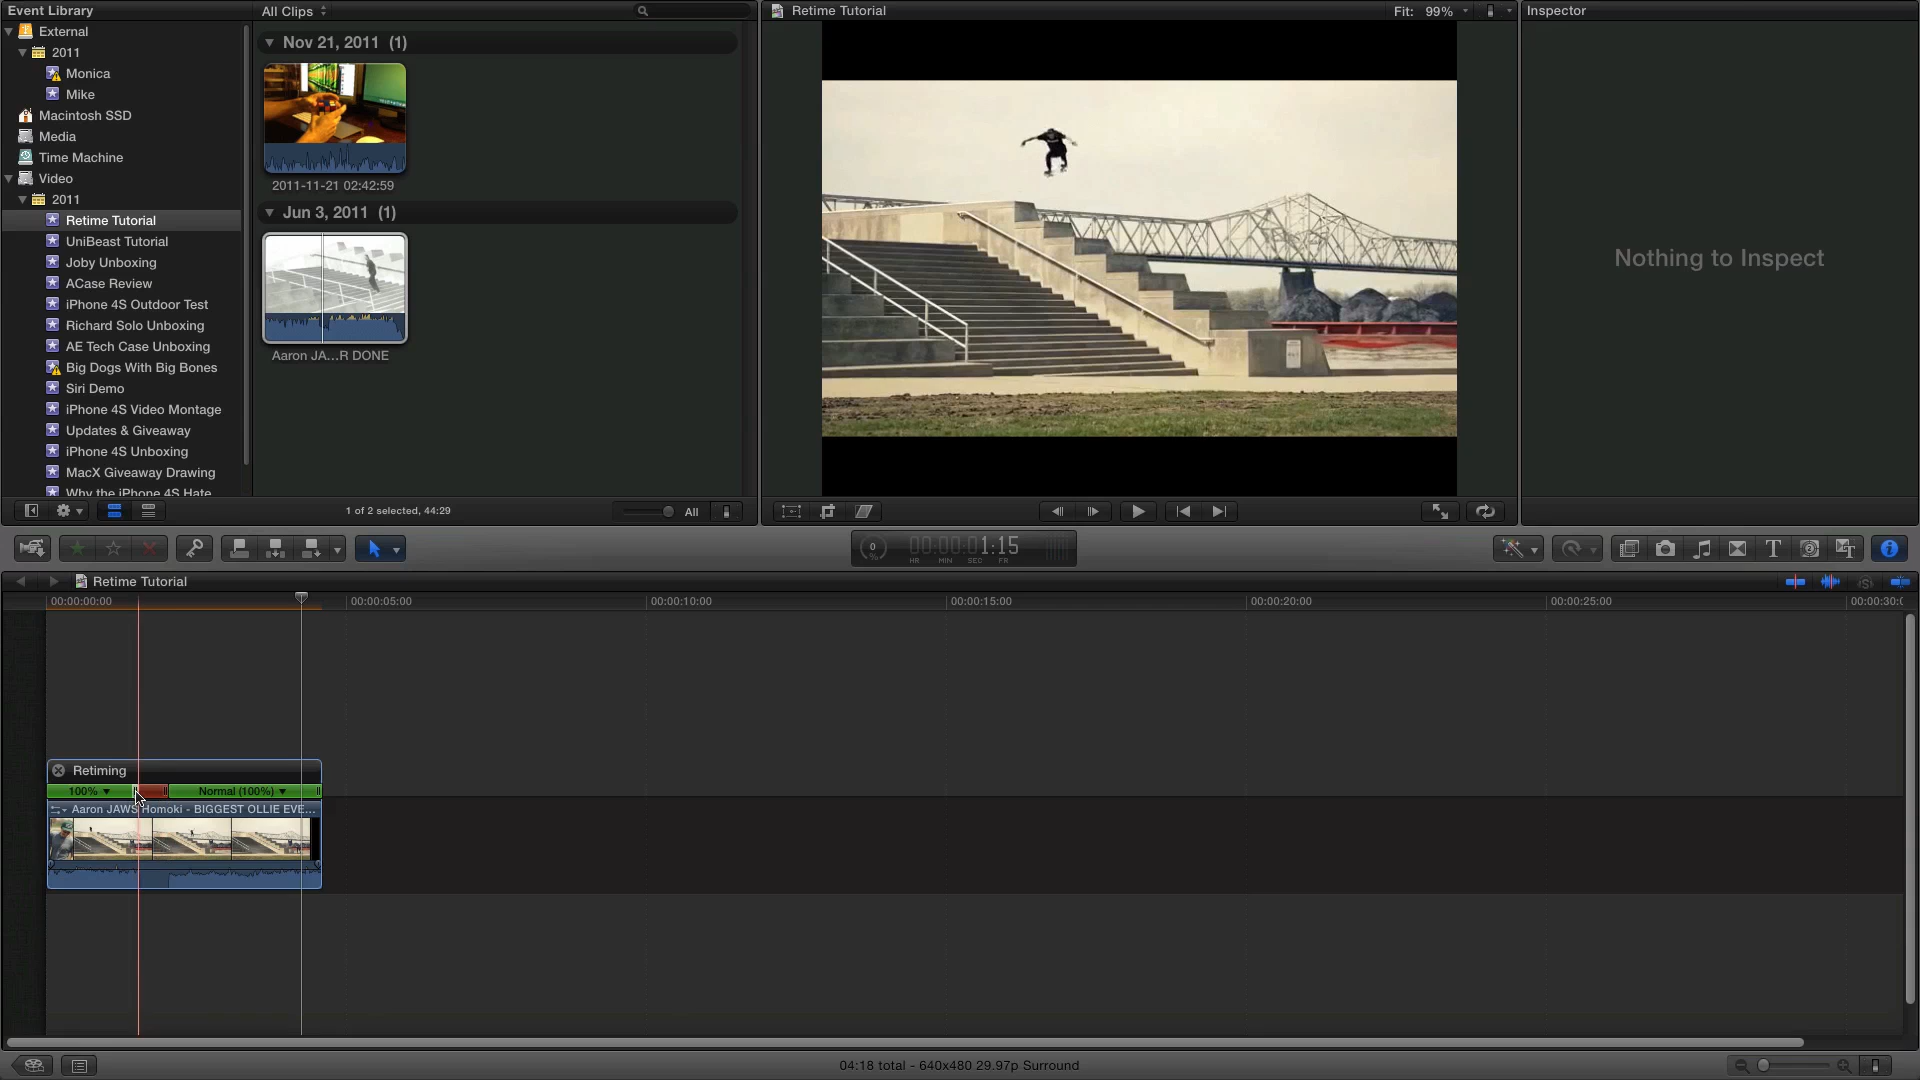 Event Library
All Clips
Retime Tutorial
Fit: 99%
Inspector
External
2011
Monica
Mike
Macintosh SSD
Media
Time Machine
Video
2011
Retime Tutorial
UniBeast Tutorial
Joby Unboxing
ACase Review
iPhone 4S Outdoor Test
Richard Solo Unboxing
AE Tech Case Unboxing
Big Dogs With Big Bones
Siri Demo
iPhone 4S Video Montage
Updates & Giveaway
iPhone 4S Unboxing
MacX Giveaway Drawing
Why the iPhone 4S Hate
Nov 21, 2011 (1)
2011-11-21 02:42:59
Jun 3, 2011 (1)
Aaron JA...R DONE
Nothing to Inspect
1 of 2 selected, 44:29
All
0
%
00:00:01:15
HR MIN SEC FR
Retime Tutorial
00:00:00:00
00:00:05:00
00:00:10:00
00:00:15:00
00:00:20:00
00:00:25:00
00:00:30:0
Retiming
100%
Normal (100%)
Aaron JAWS Homoki - BIGGEST OLLIE EVE...
04:18 total - 640x480 29.97p Surround